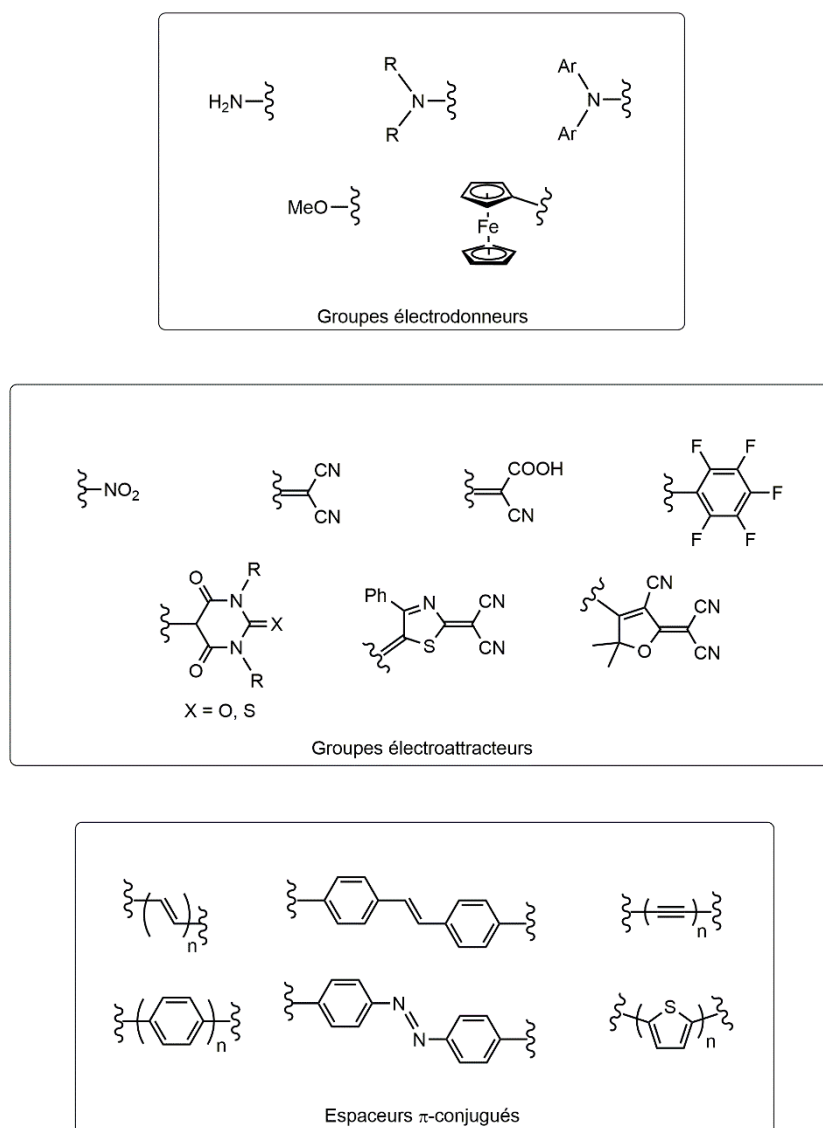 H2N
R
N
R
Ar
N
Ar
MeO
Fe
Groupes électrodonneurs
NO2
CN
CN
COOH
CN
F
F
F
F
F
O
R
N
X
N
O
R
X = O, S
Ph
N
S
CN
CN
CN
CN
CN
O
Groupes électroattracteurs
n
n
n
N
N
S
n
Espaceurs π-conjugués